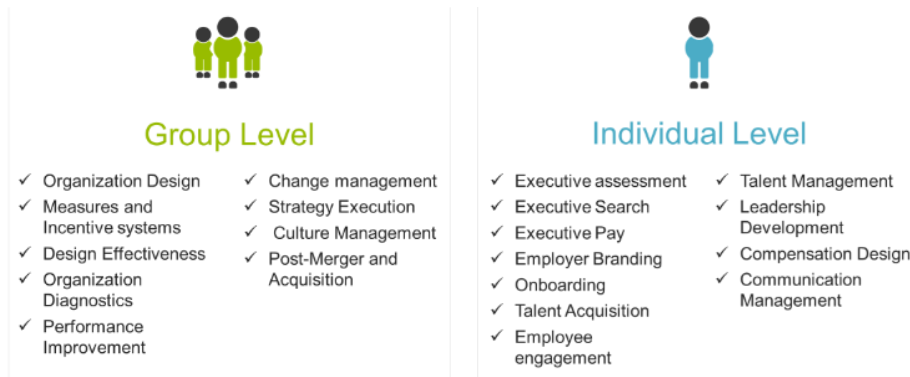 Group Level
✓ Organization Design
✓ Measures and
Incentive systems
✓ Design Effectiveness
✓ Organization
Diagnostics
✓ Performance
Improvement
✓ Change management
✓ Strategy Execution
✓ Culture Management
✓ Post-Merger and
Acquisition
Individual Level
✓ Executive assessment
✓ Executive Search
✓ Executive Pay
✓ Employer Branding
✓ Onboarding
✓ Talent Acquisition
✓ Employee
engagement
✓ Talent Management
✓ Leadership
Development
✓ Compensation Design
✓ Communication
Management